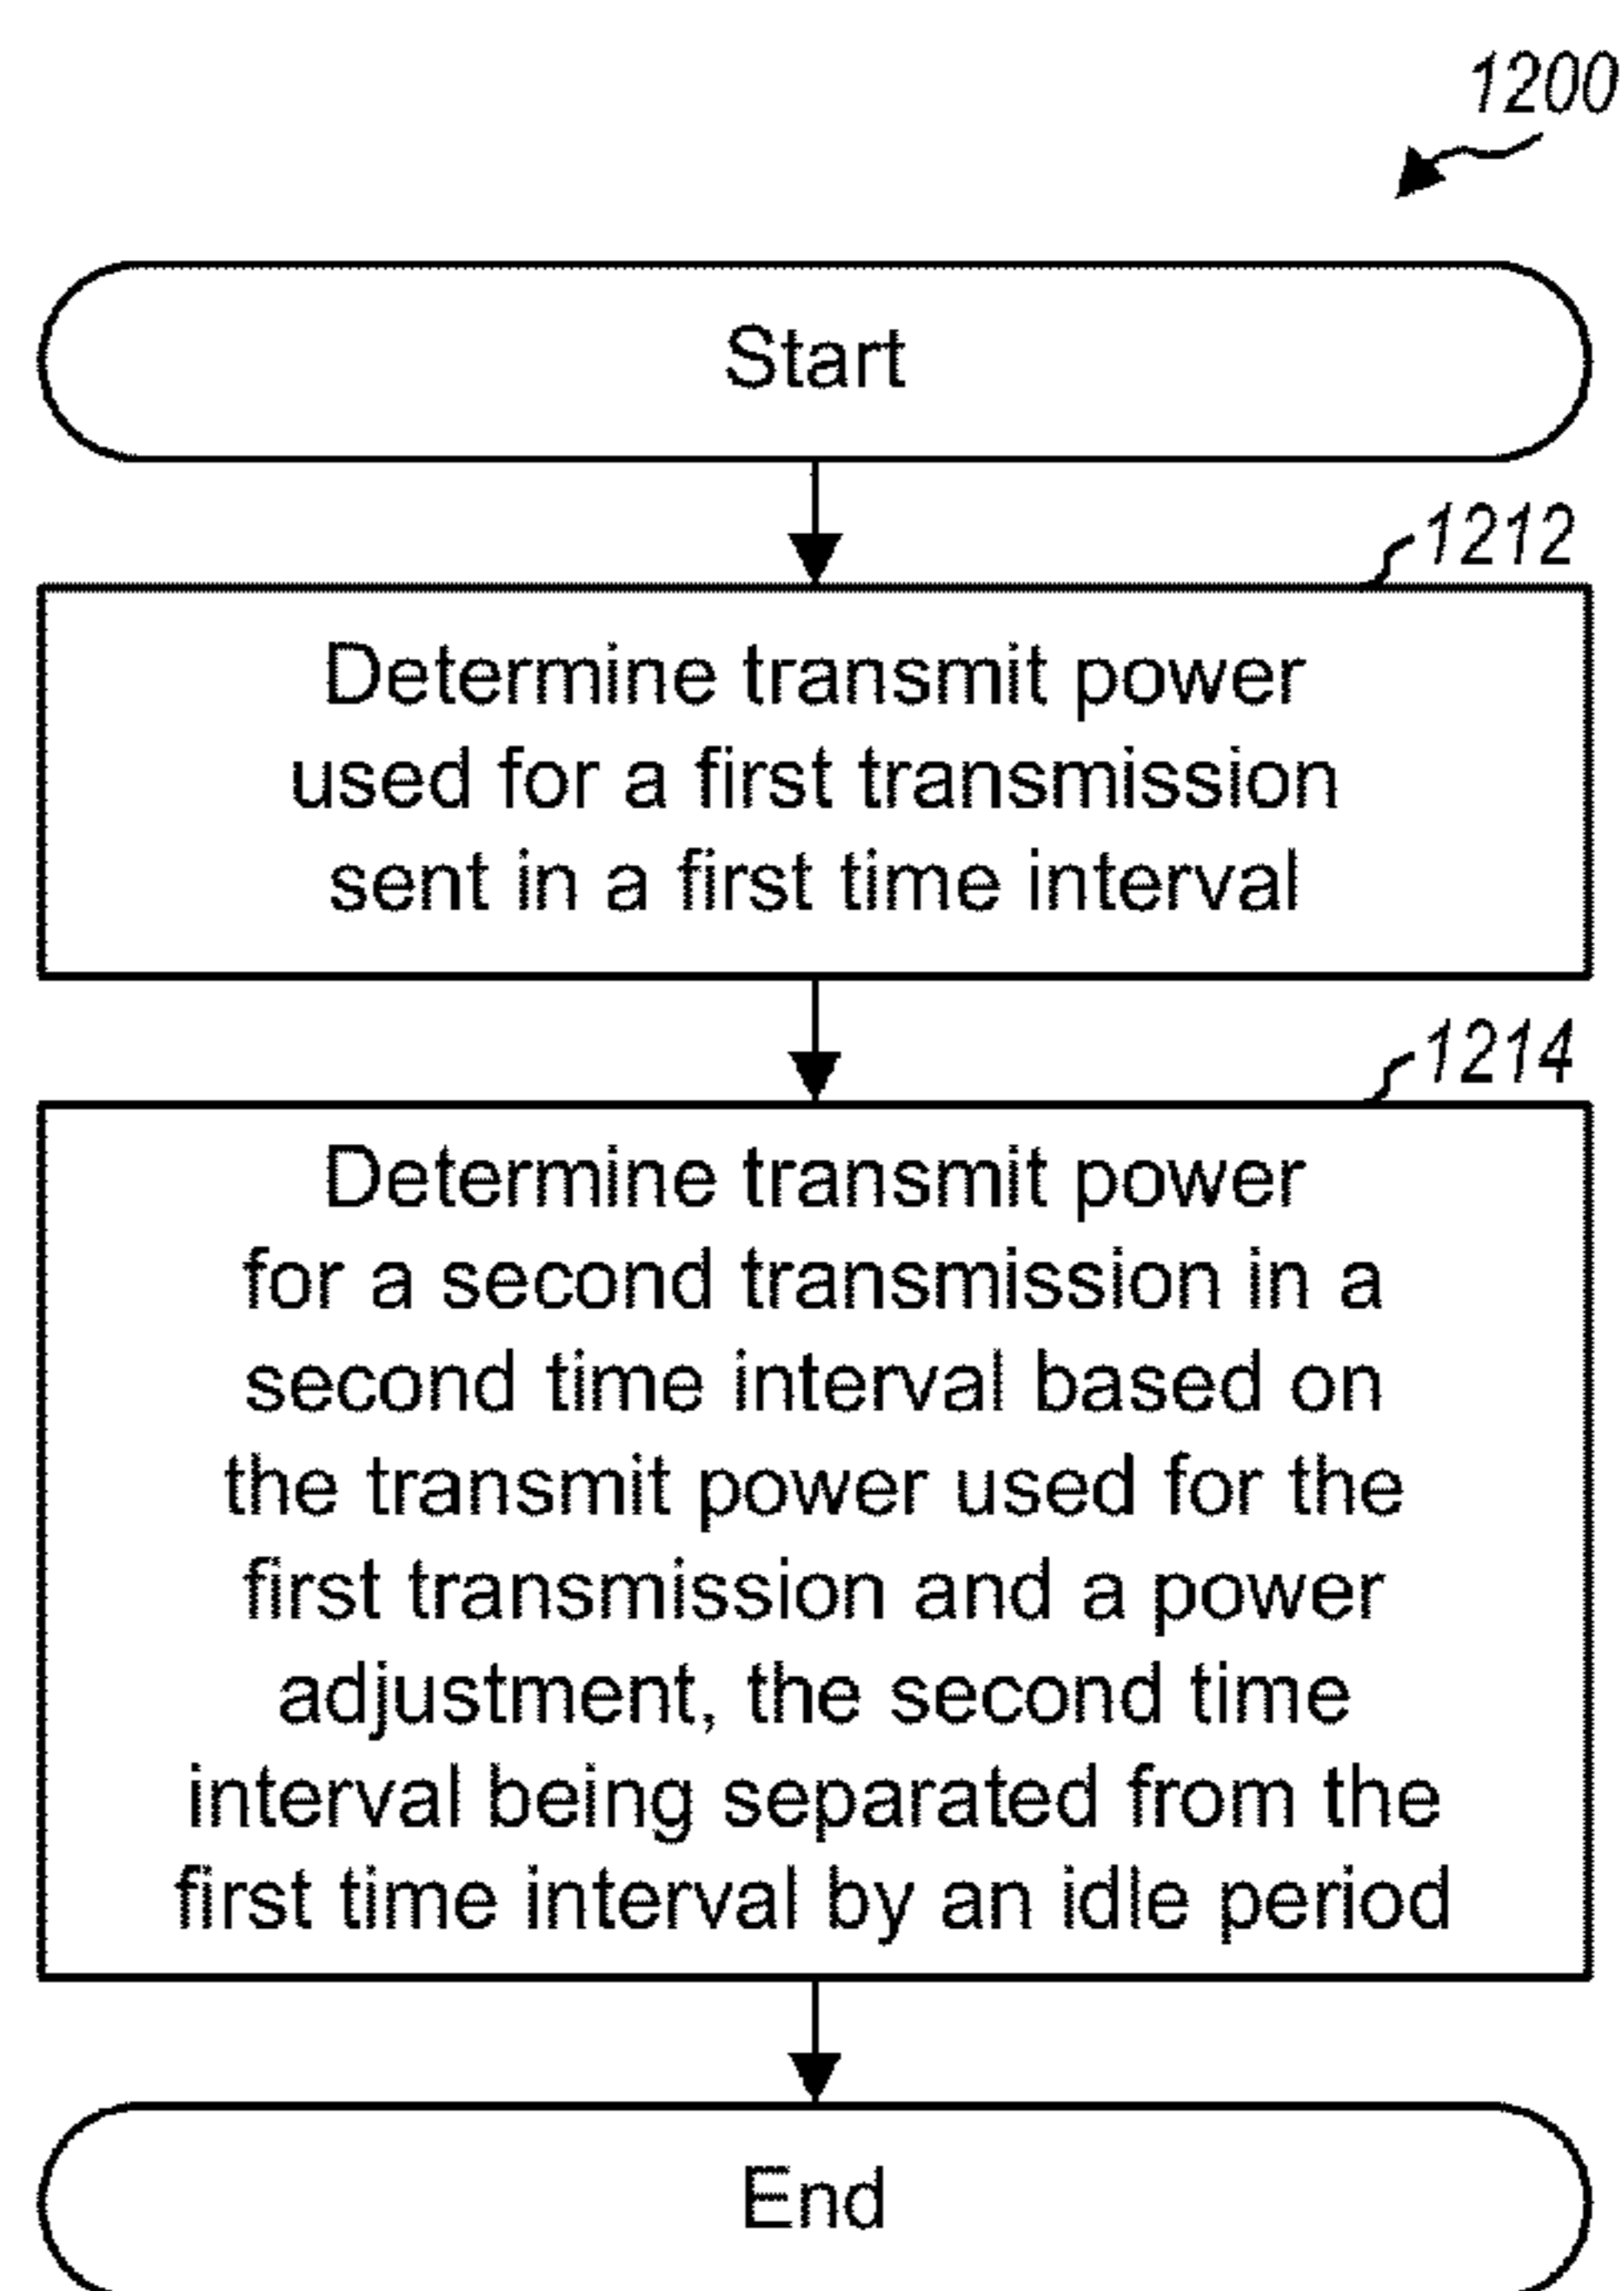 1200
Start
1212
Determine transmit power
used for a first transmission
sent in a first time interval
1214
Determine transmit power
for a second transmission in a
second time interval based on
the transmit power used for the
first transmission and a power
adjustment, the second time
interval being separated from the
first time interval by an idle period
End